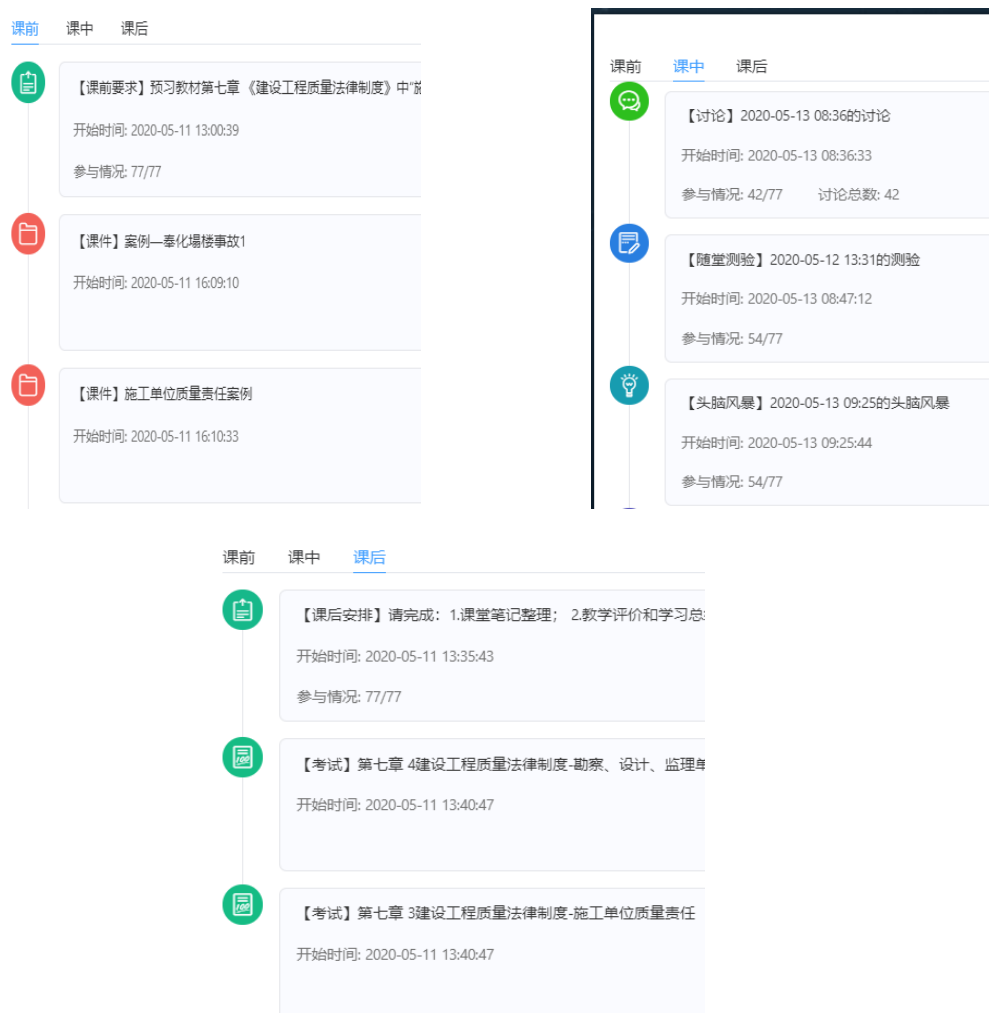 课前 课中 课后
【课前要求】预习教材第七章 《建设工程质量法律制度》中"施
开始时间: 2020-05-11 13:00:39
参与情况: 77/77
【课件】案例—奉化塌楼事故1
开始时间: 2020-05-11 16:09:10
【课件】施工单位质量责任案例
开始时间: 2020-05-11 16:10:33
课前 课中 课后
【讨论】2020-05-13 08:36的讨论
开始时间: 2020-05-13 08:36:33
参与情况: 42/77 讨论总数: 42
【随堂测验】2020-05-12 13:31的测验
开始时间: 2020-05-13 08:47:12
参与情况: 54/77
【头脑风暴】2020-05-13 09:25的头脑风暴
开始时间: 2020-05-13 09:25:44
参与情况: 54/77
课前 课中 课后
【课后安排】请完成：1.课堂笔记整理； 2.教学评价和学习总
开始时间: 2020-05-11 13:35:43
参与情况: 77/77
【考试】第七章 4建设工程质量法律制度-勘察、设计、监理单
开始时间: 2020-05-11 13:40:47
【考试】第七章 3建设工程质量法律制度-施工单位质量责任
开始时间: 2020-05-11 13:40:47